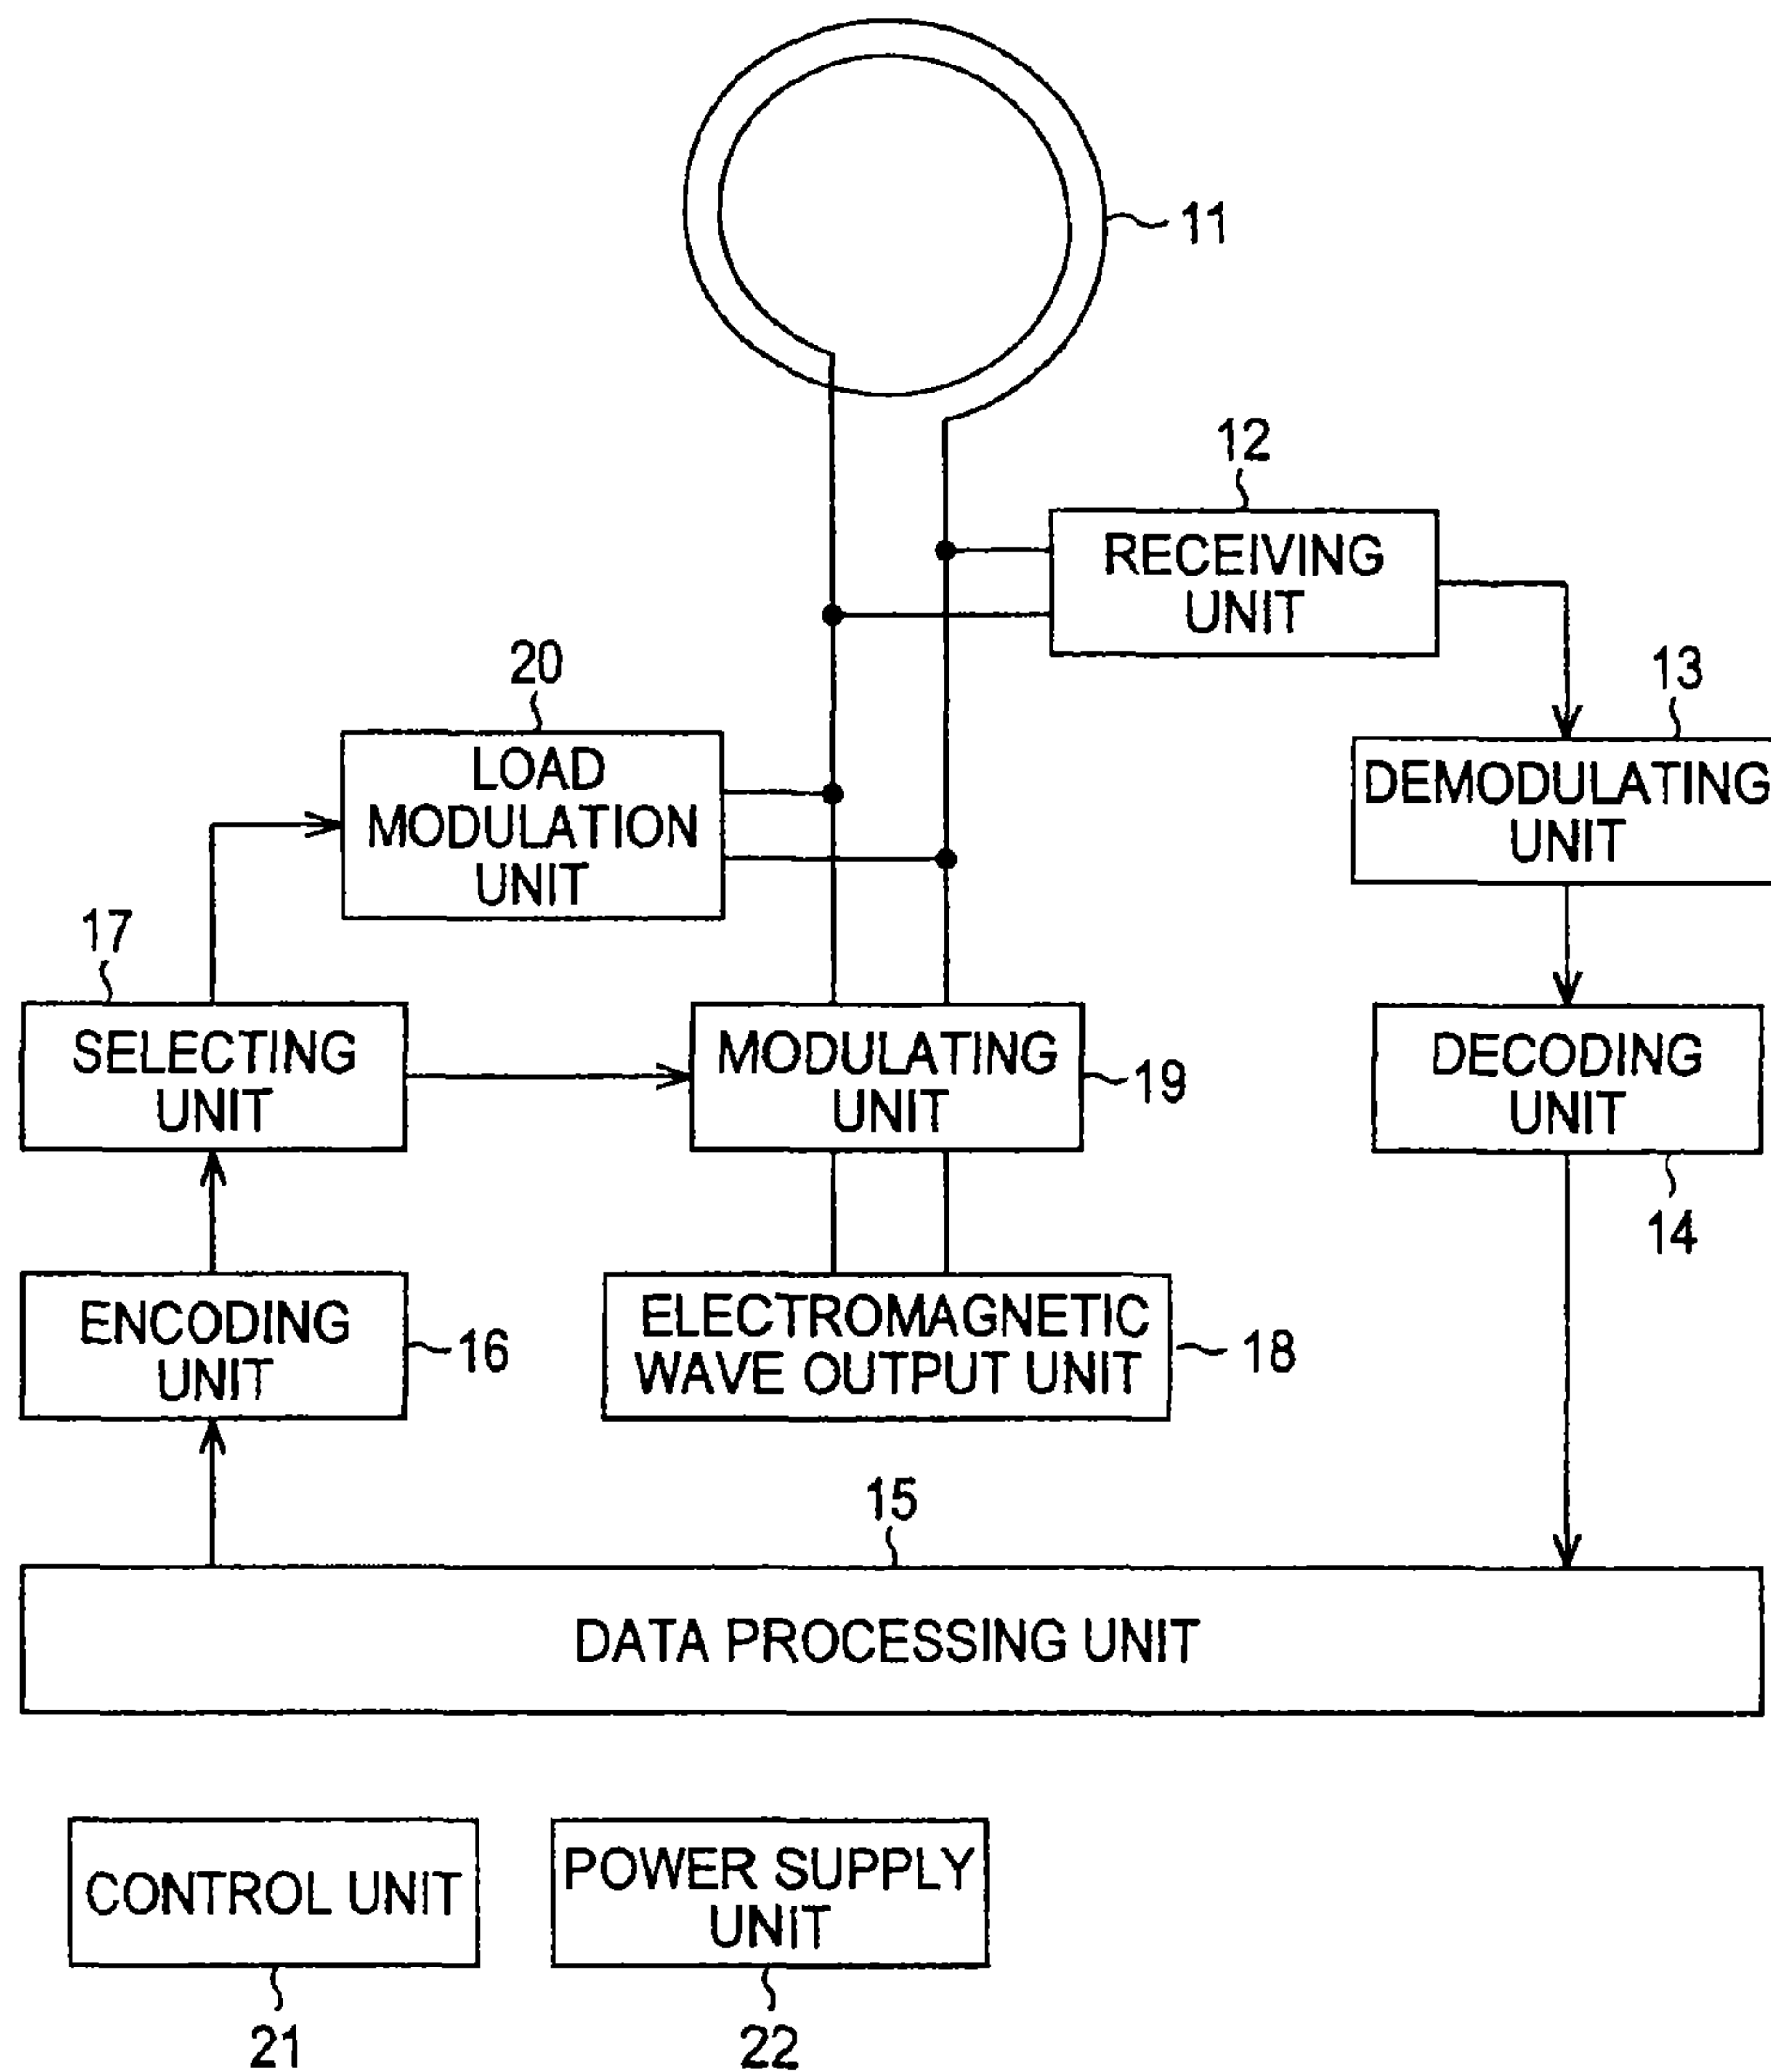 11
12
RECEIVING
UNIT
20
13
LOAD
MODULATION
UNIT
DEMODULATING
UNIT
17
SELECTING
UNIT
MODULATING
UNIT
19
DECODING
UNIT
14
ENCODING
UNIT
16
ELECTROMAGNETIC
WAVE OUTPUT UNIT
18
15
DATA PROCESSING UNIT
CONTROL UNIT
POWER SUPPLY
UNIT
21
22